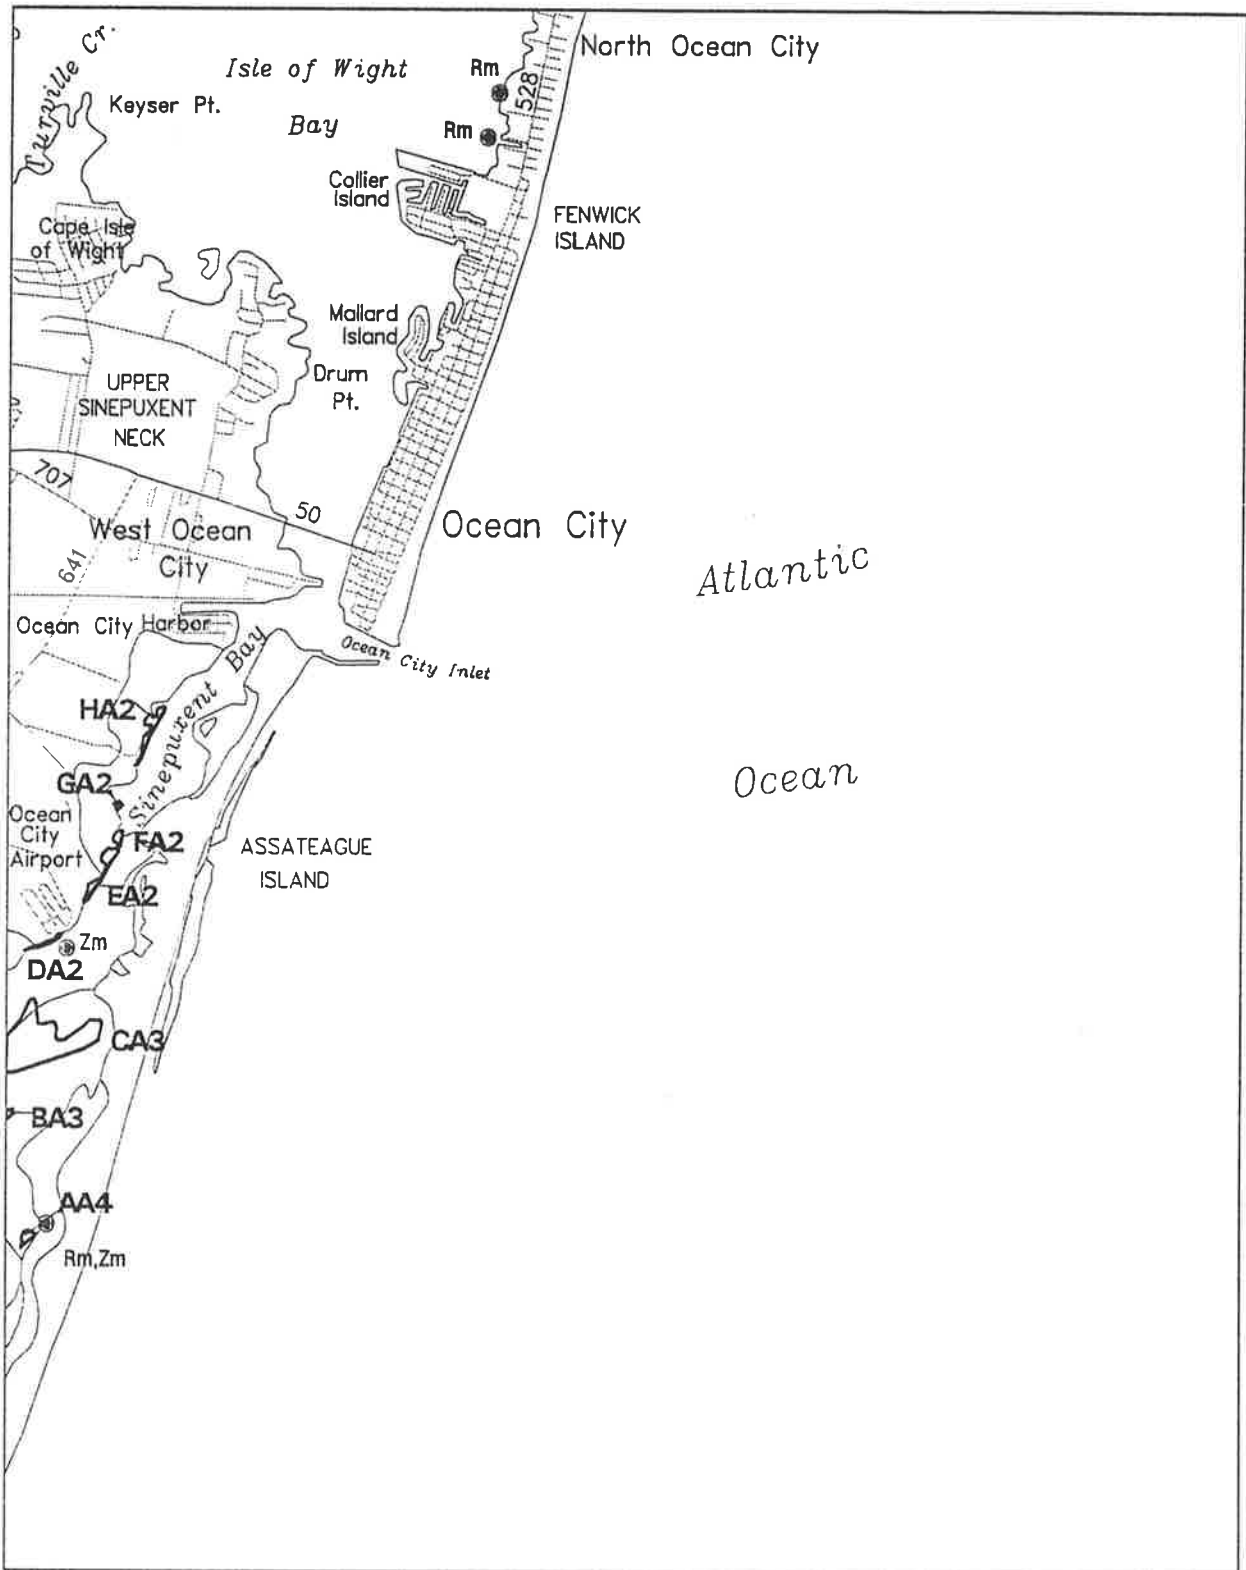 North Ocean City
Turville Cr.
Isle of Wight
Bay
Rm
528
Keyser Pt.
Rm
Collier
Island
FENWICK
ISLAND
Cape Isle
of Wight
Mallard
Island
Drum
Pt.
UPPER
SINEPUXENT
NECK
707
50
Ocean City
West Ocean
City
641
Atlantic
Ocean City Harbor
Ocean City Inlet
Sinepuxent Bay
HA2
GA2
Ocean
Ocean
City
Airport
FA2
ASSATEAGUE
ISLAND
EA2
Zm
DA2
CA3
BA3
AA4
Rm,Zm